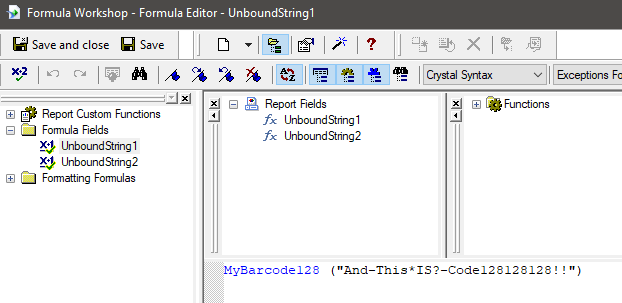 Formula Workshop - Formula Editor - UnboundString1
Save and close Save
x-2 Crystal Syntax Exceptions Fo
Report Custom Functions
Formula Fields
UnboundString1
UnboundString2
Formatting Formulas
Report Fields
UnboundString1
UnboundString2
Functions
MyBarcode128 ("And-This*IS?-Code128128128!!")